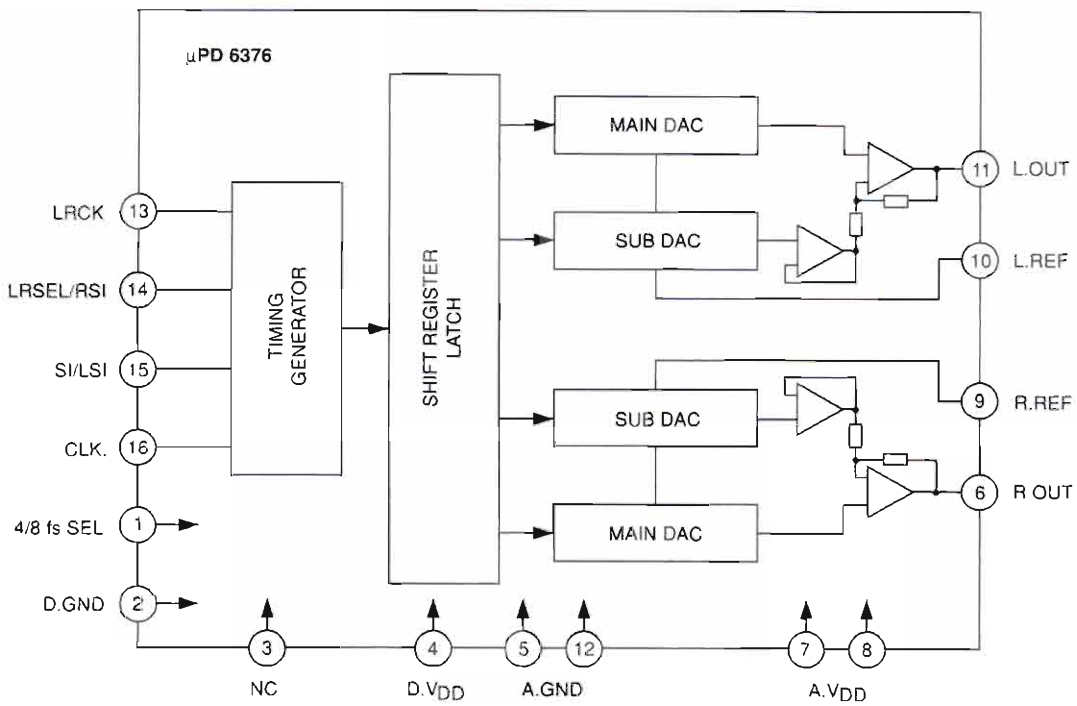 μPD 6376
MAIN DAC
11 L.OUT
LRCK 13
SUB DAC
10 L.REF
LRSEL/RSI 14
TIMING
GENERATOR
SHIFT REGISTER
LATCH
SI/LSI 15
SUB DAC
9 R.REF
CLK. 16
6 R OUT
4/8 fs SEL 1
MAIN DAC
D.GND 2
3
4
5
12
7
8
NC
D.VDD
A.GND
A.VDD